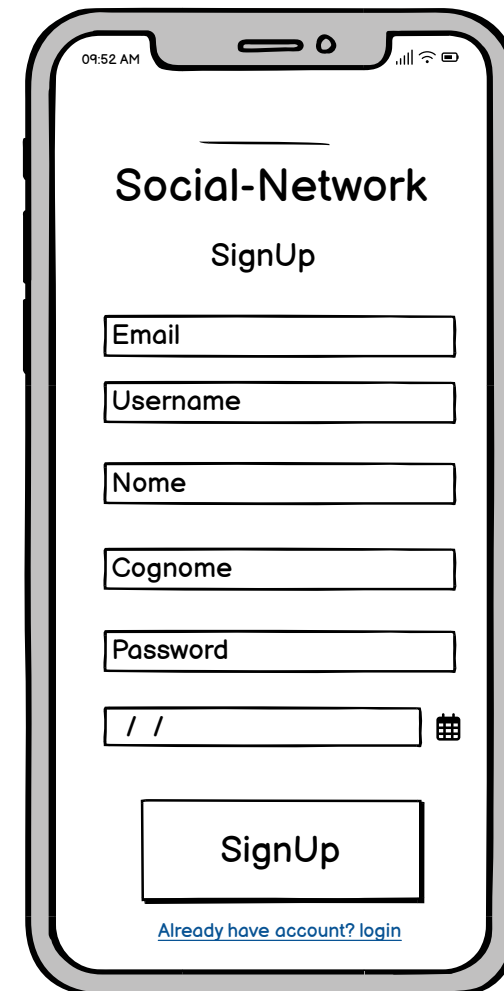 09:52 AM
Social-Network
SignUp
Email
Username
Nome
Cognome
Password
/ /
SignUp
Already have account? login